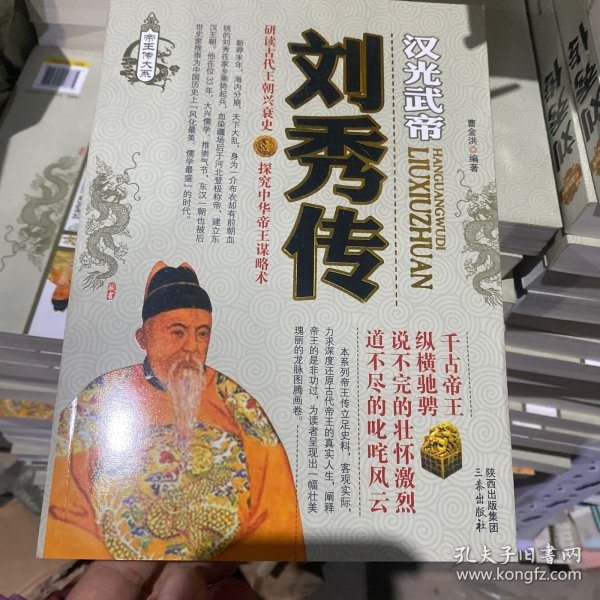 帝王传大系
汉光武帝
HANGUANGWUDI
LIUXIUZHUAN
刘秀传
曹金洪 编著
研读古代王朝兴衰史 探究中华帝王谋略术
新莽末年，海内分崩，天下大乱，身为一介布衣却有前朝血
统的刘秀在家乡乘势起兵，血染疆场后于河北登极称帝，建立东
汉王朝。他在位33年，大兴儒学、推崇气节，东汉一朝也被后
世史家推崇为中国历史上“风化最美、儒学最盛”的时代。
千古帝王
纵横驰骋
说不完的壮怀激烈
道不尽的叱咤风云
本系列帝王传立足史料，客观实际，
力求深度还原古代帝王的真实人生，阐释
帝王的是非功过，为读者呈现出一幅壮美
瑰丽的龙脉图腾画卷。
陕西出版集团
三秦出版社
孔夫子旧书网
www.kongfz.com